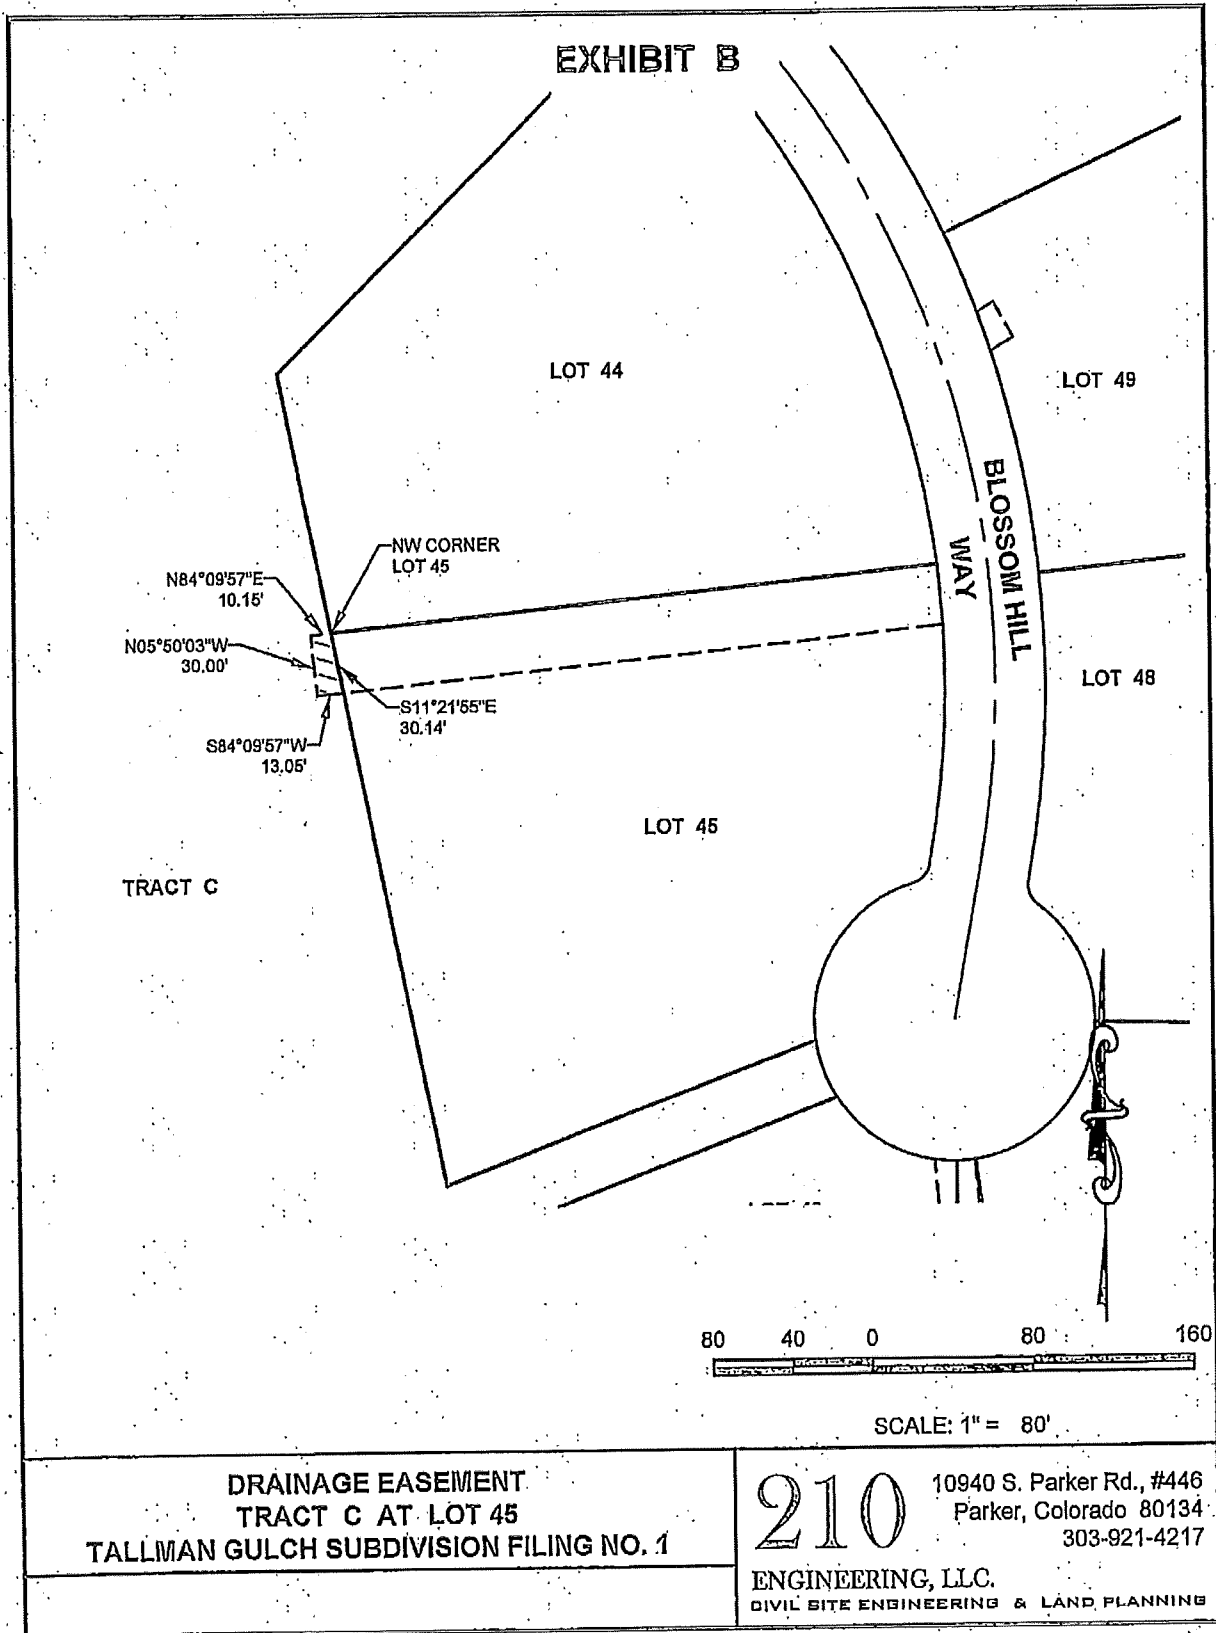 EXHIBIT B
LOT 44
LOT 49
BLOSSOM HILL
WAY
NW CORNER
LOT 45
N84°09'57"E
10.15'
N05°50'03"W
30.00'
S11°21'55"E
30.14'
S84°09'57"W
13.05'
LOT 48
LOT 45
TRACT C
80 40 0 80 160
SCALE: 1" = 80'
DRAINAGE EASEMENT
TRACT C AT LOT 45
TALLMAN GULCH SUBDIVISION FILING NO. 1
210
10940 S. Parker Rd., #446
Parker, Colorado 80134
303-921-4217
ENGINEERING, LLC.
CIVIL SITE ENGINEERING & LAND PLANNING